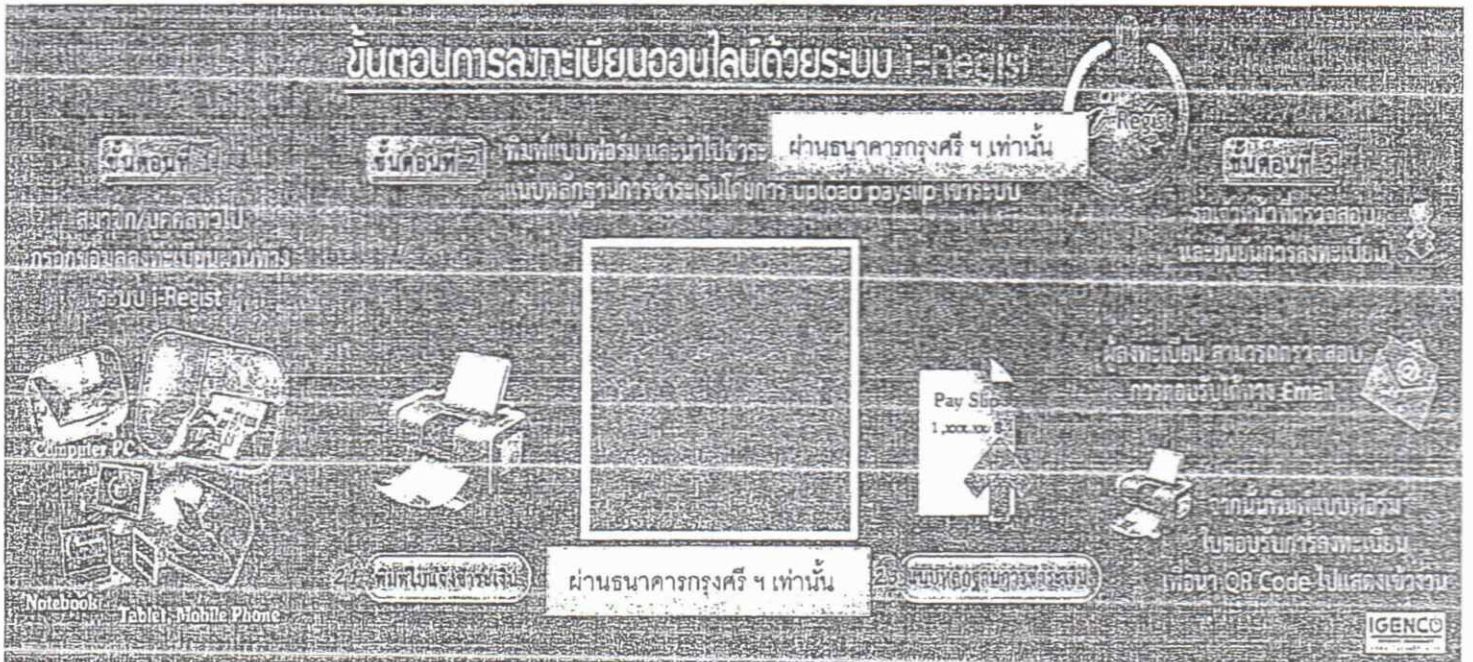 ขั้นตอนการลงทะเบียนออนไลน์ด้วยระบบ i-Regist
i-Regist
ขั้นตอนที่ 1
สมาชิก/บุคคลทั่วไป
กรอกข้อมูลลงทะเบียนผ่านทาง
ระบบ i-Regist
Computer PC
Notebook
Tablet, Mobile Phone
ขั้นตอนที่ 2
พิมพ์แบบฟอร์ม และนำไปชำระ
ผ่านธนาคารกรุงศรี ฯ เท่านั้น
แนบหลักฐานการชำระเงินโดยการ upload payslip เข้าระบบ
พิมพ์ใบแจ้งชำระเงิน
ผ่านธนาคารกรุงศรี ฯ เท่านั้น
Pay Slip
แนบหลักฐานการชำระเงิน
ขั้นตอนที่ 3
รอเจ้าหน้าที่ตรวจสอบ
และยืนยันการลงทะเบียน
ผู้ลงทะเบียน สามารถตรวจสอบ
การตอบรับได้ทาง Email
จากนั้นพิมพ์แบบฟอร์ม
ใบตอบรับการลงทะเบียน
เพื่อนำ QR Code ไปแสดงเข้างาน
IGENCO